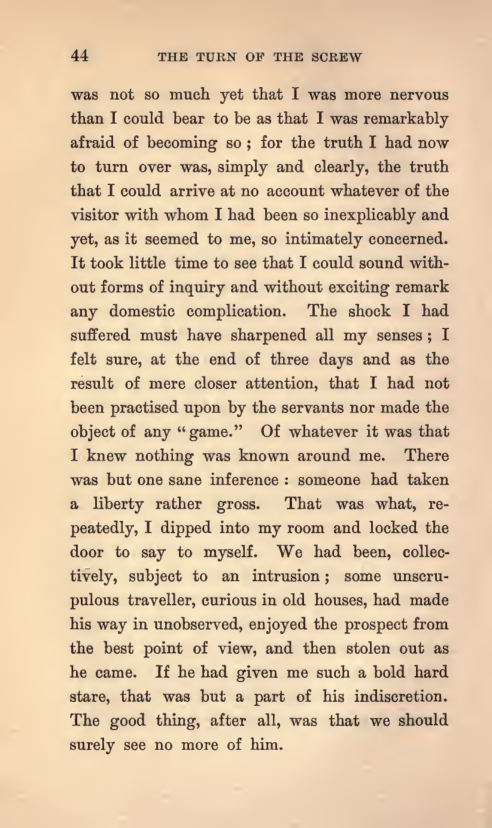 44 THE TURN OF THE SCREW
was not so much yet that I was more nervous
than I could bear to be as that I was remarkably
afraid of becoming so ; for the truth I had now
to turn over was, simply and clearly, the truth
that I could arrive at no account whatever of the
visitor with whom I had been so inexplicably and
yet, as it seemed to me, so intimately concerned.
It took little time to see that I could sound with-
out forms of inquiry and without exciting remark
any domestic complication. The shock I had
suffered must have sharpened all my senses ; I
felt sure, at the end of three days and as the
result of mere closer attention, that I had not
been practised upon by the servants nor made the
object of any “game.” Of whatever it was that
I knew nothing was known around me. There
was but one sane inference : someone had taken
a liberty rather gross. That was what, re-
peatedly, I dipped into my room and locked the
door to say to myself. We had been, collec-
tively, subject to an intrusion ; some unscru-
pulous traveller, curious in old houses, had made
his way in unobserved, enjoyed the prospect from
the best point of view, and then stolen out as
he came. If he had given me such a bold hard
stare, that was but a part of his indiscretion.
The good thing, after all, was that we should
surely see no more of him.